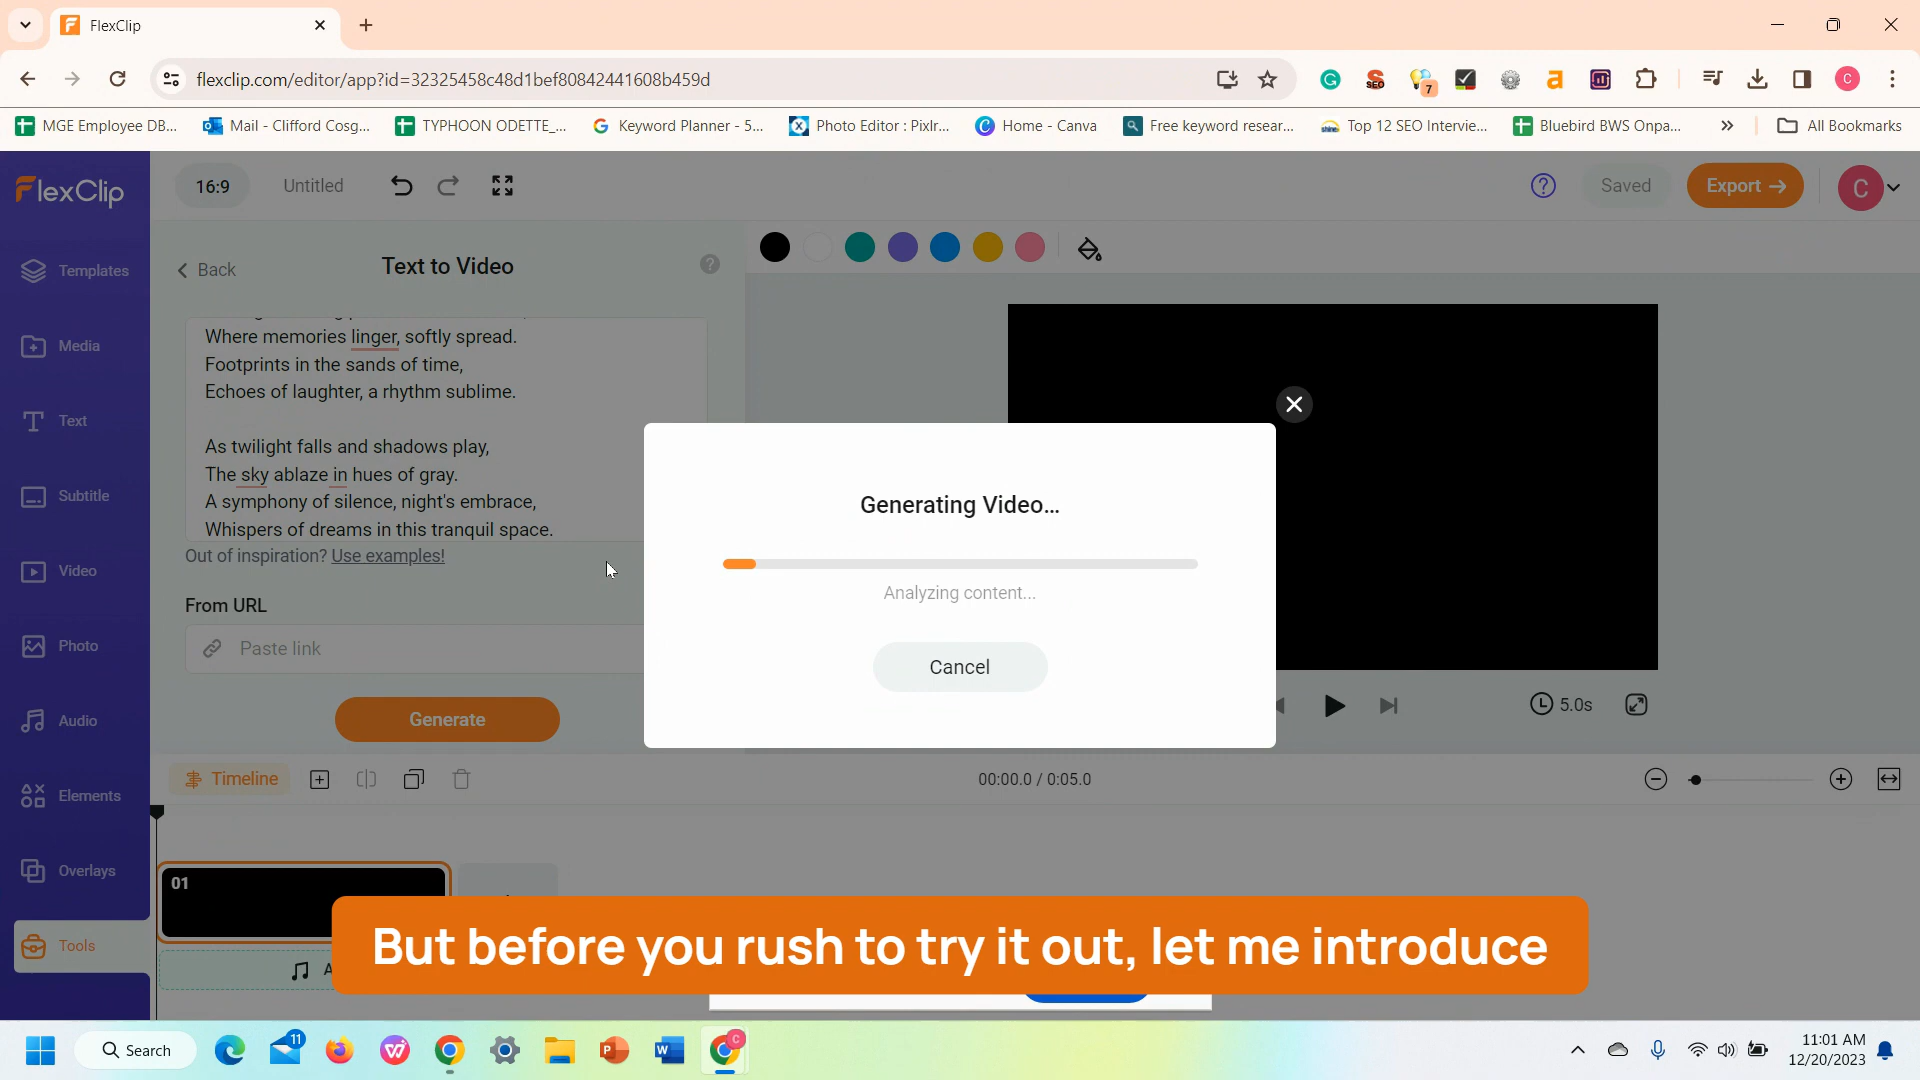 FlexClip
flexclip.com/editor/app?id=32325458c48d1bef80842441608b459d
SEO
7
a
C
MGE Employee DB...
Mail - Clifford Cosg...
TYPHOON ODETTE_...
Keyword Planner - 5...
Photo Editor : Pixlr...
Home - Canva
Free keyword resear...
Top 12 SEO Intervie...
Bluebird BWS Onpa...
All Bookmarks
FlexClip
16:9
Untitled
Saved
Export
C
Templates
Media
Text
Subtitle
Video
Photo
Audio
Elements
Overlays
Tools
Back
Text to Video
Where memories linger, softly spread.
Footprints in the sands of time,
Echoes of laughter, a rhythm sublime.
As twilight falls and shadows play,
The sky ablaze in hues of gray.
A symphony of silence, night's embrace,
Whispers of dreams in this tranquil space.
Out of inspiration? Use examples!
From URL
Paste link
Generate
Generating Video...
Analyzing content...
Cancel
5.0s
Timeline
00:00.0 / 0:05.0
01
But before you rush to try it out, let me introduce
Search
11
C
11:01 AM
12/20/2023